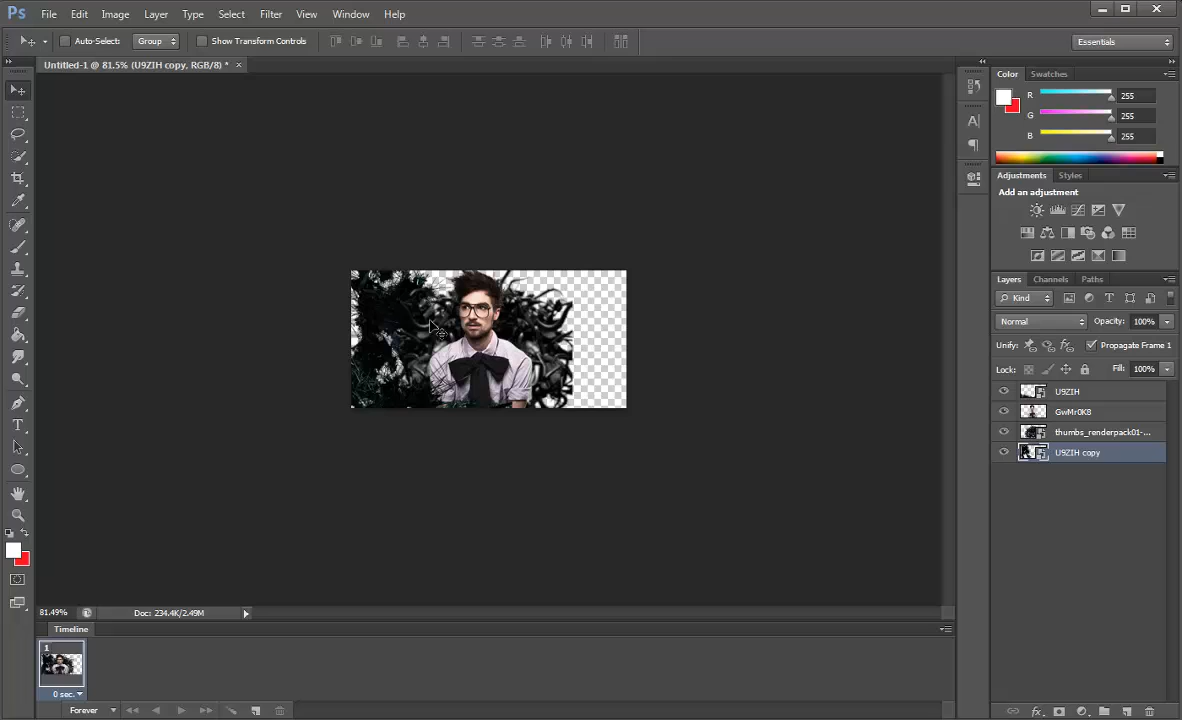 Ps File Edit Image Layer Type Select Filter View Window Help
Auto-Select: Group Show Transform Controls Essentials
Untitled-1 @ 81.5% (U9ZIH copy, RGB/8) * ×
Color Swatches
R 255
G 255
B 255
Adjustments Styles
Add an adjustment
Layers Channels Paths
Kind
Normal Opacity: 100%
Unify: Propagate Frame 1
Lock: Fill: 100%
U9ZIH
GwMr0K8
thumbs_renderpack01-...
U9ZIH copy
81.49% Doc: 234.4K/2.49M
Timeline
1
0 sec.
Forever